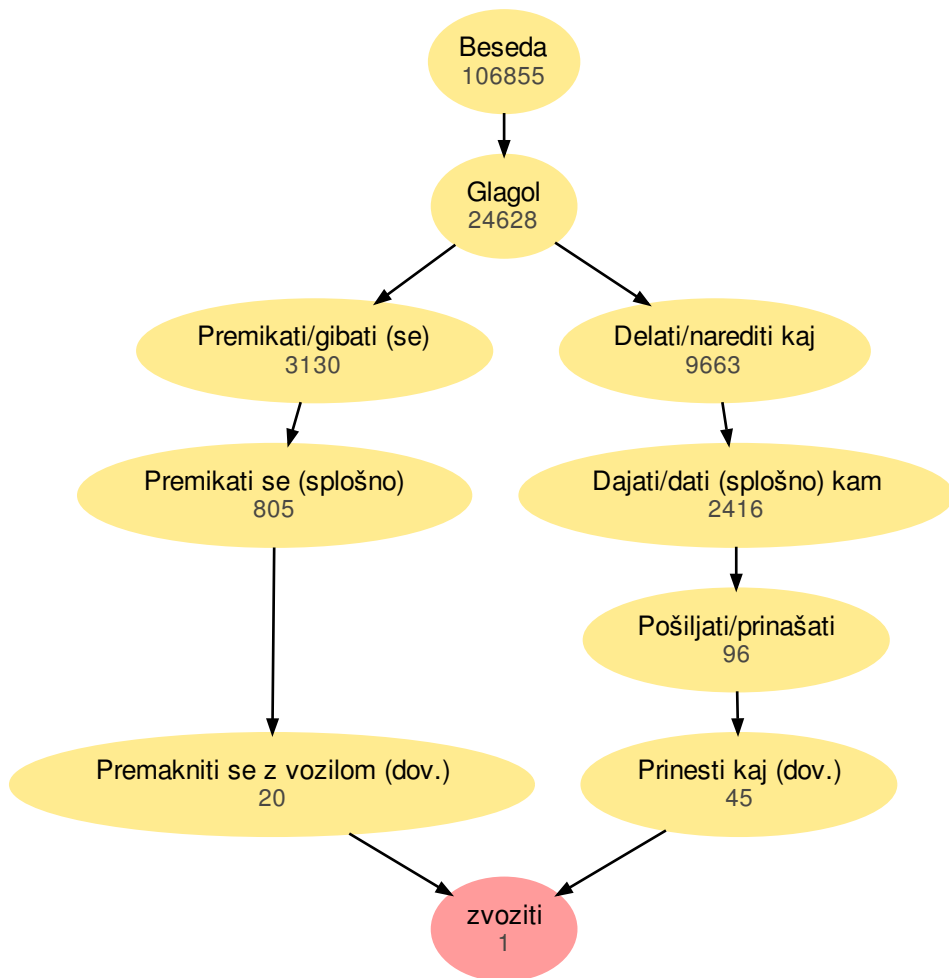 Beseda
106855
Glagol
24628
Premikati/gibati (se)
3130
Delati/narediti kaj
9663
Premikati se (splošno)
805
Dajati/dati (splošno) kam
2416
Pošiljati/prinašati
96
Premakniti se z vozilom (dov.)
20
Prinesti kaj (dov.)
45
zvoziti
1